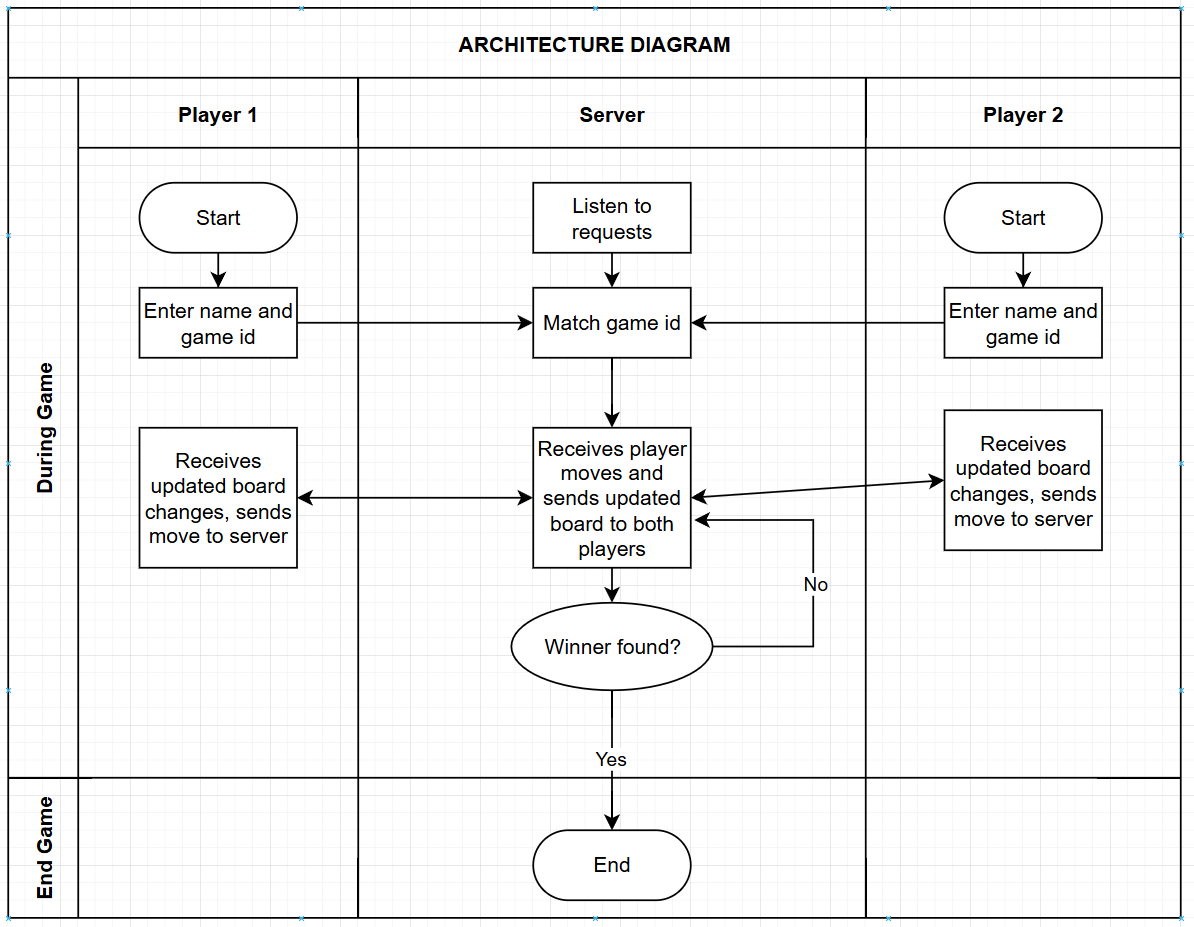 ARCHITECTURE DIAGRAM
Player 1
Server
Player 2
During Game
Start
Listen to
requests
Start
Enter name and
game id
Match game id
Enter name and
game id
Receives
updated board
changes, sends
move to server
Receives player
moves and
sends updated
board to both
players
Receives
updated board
changes, sends
move to server
No
Winner found?
Yes
End Game
End